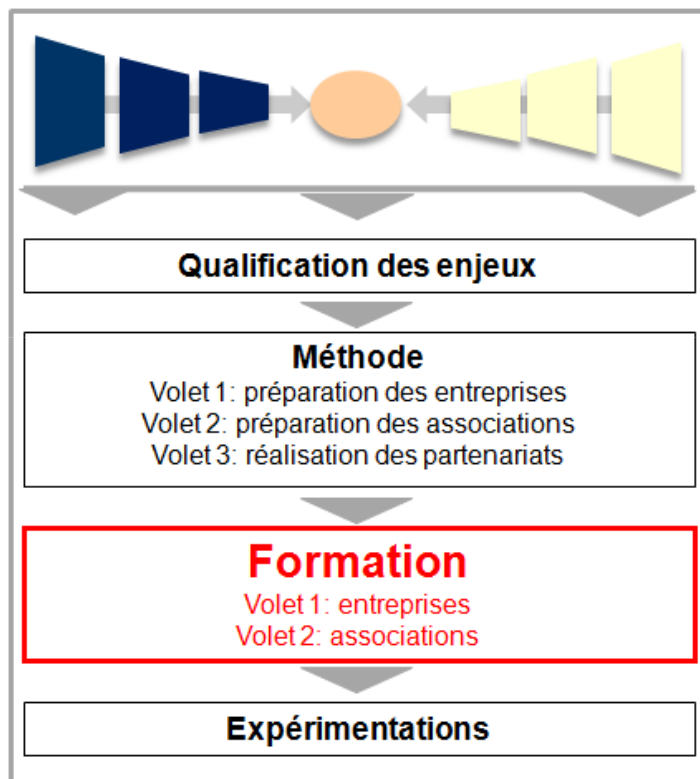 Qualification des enjeux
Méthode
Volet 1: préparation des entreprises
Volet 2: préparation des associations
Volet 3: réalisation des partenariats
Formation
Volet 1: entreprises
Volet 2: associations
Expérimentations